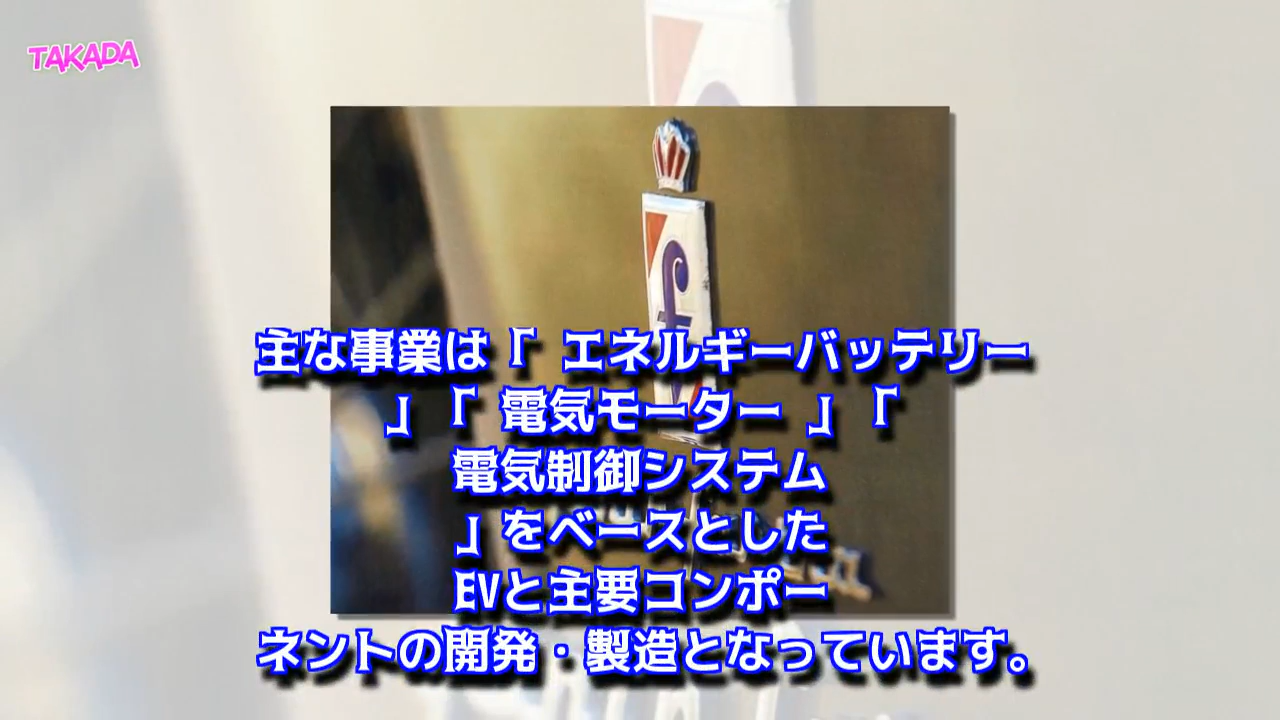 TAKADA
f
主な事業は『 エネルギーバッテリー
』『 電気モーター 』『
電気制御システム
』をベースとした
EVと主要コンポー
ネントの開発・製造となっています。